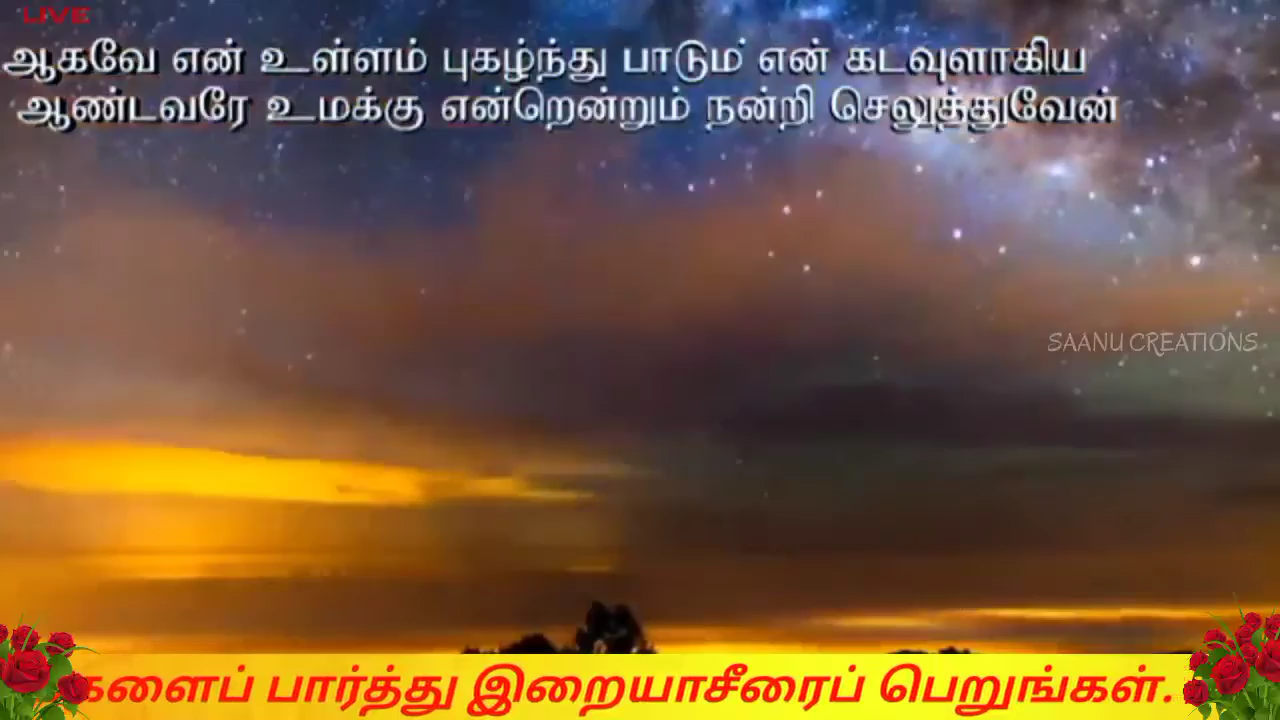 LIVE
ஆகவே என் உள்ளம் புகழ்ந்து பாடும் என் கடவுளாகிய
ஆண்டவரே உமக்கு என்றென்றும் நன்றி செலுத்துவேன்
SAANU CREATIONS
களைப் பார்த்து இறையாசீரைப் பெறுங்கள்.